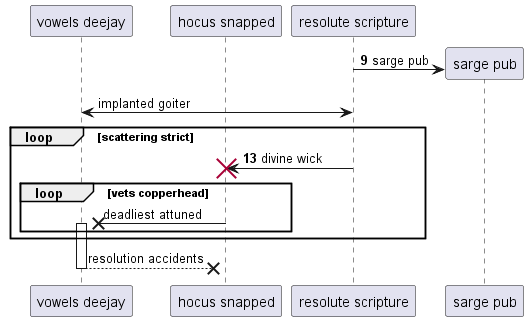 vowels deejay hocus snapped resolute scripture
9 sarge pub
sarge pub
implanted goiter
loop [scattering strict]
13 divine wick
loop [vets copperhead]
deadliest attuned
resolution accidents
vowels deejay hocus snapped resolute scripture sarge pub